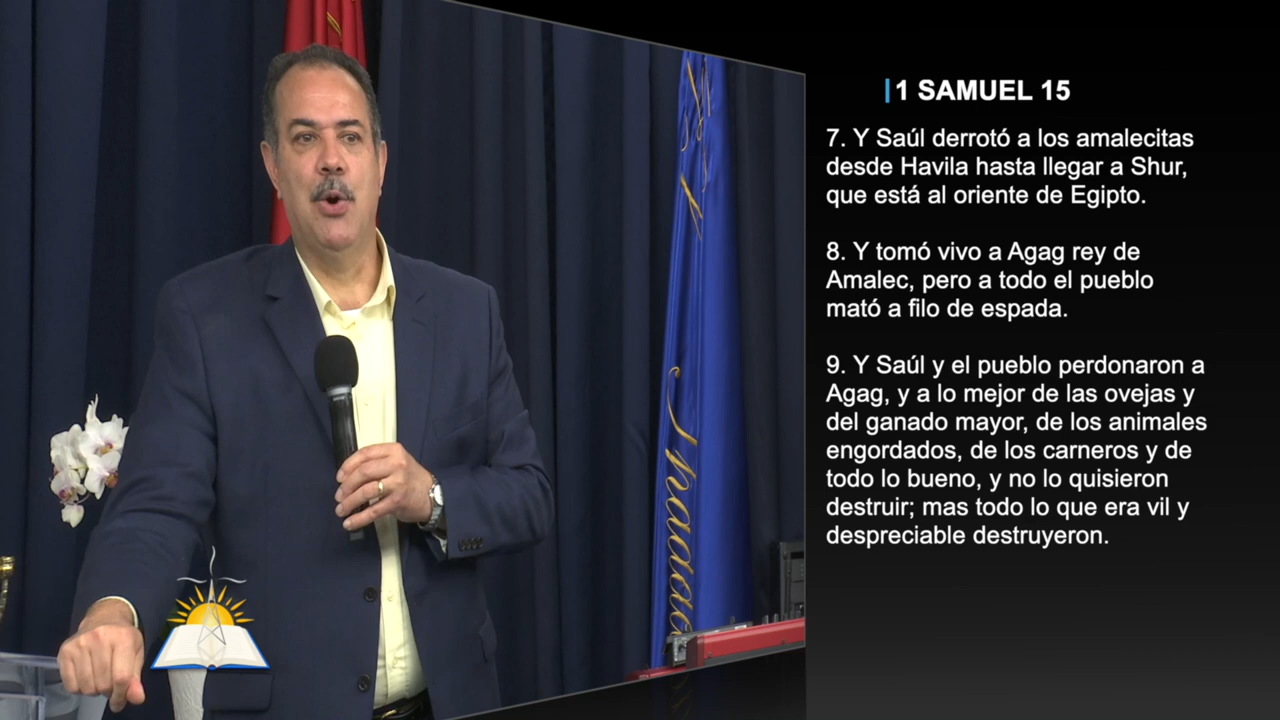 1 SAMUEL 15
7. Y Saúl derrotó a los amalecitas
desde Havila hasta llegar a Shur,
que está al oriente de Egipto.
8. Y tomó vivo a Agag rey de
Amalec, pero a todo el pueblo
mató a filo de espada.
9. Y Saúl y el pueblo perdonaron a
Agag, y a lo mejor de las ovejas y
del ganado mayor, de los animales
engordados, de los carneros y de
todo lo bueno, y no lo quisieron
destruir; mas todo lo que era vil y
despreciable destruyeron.